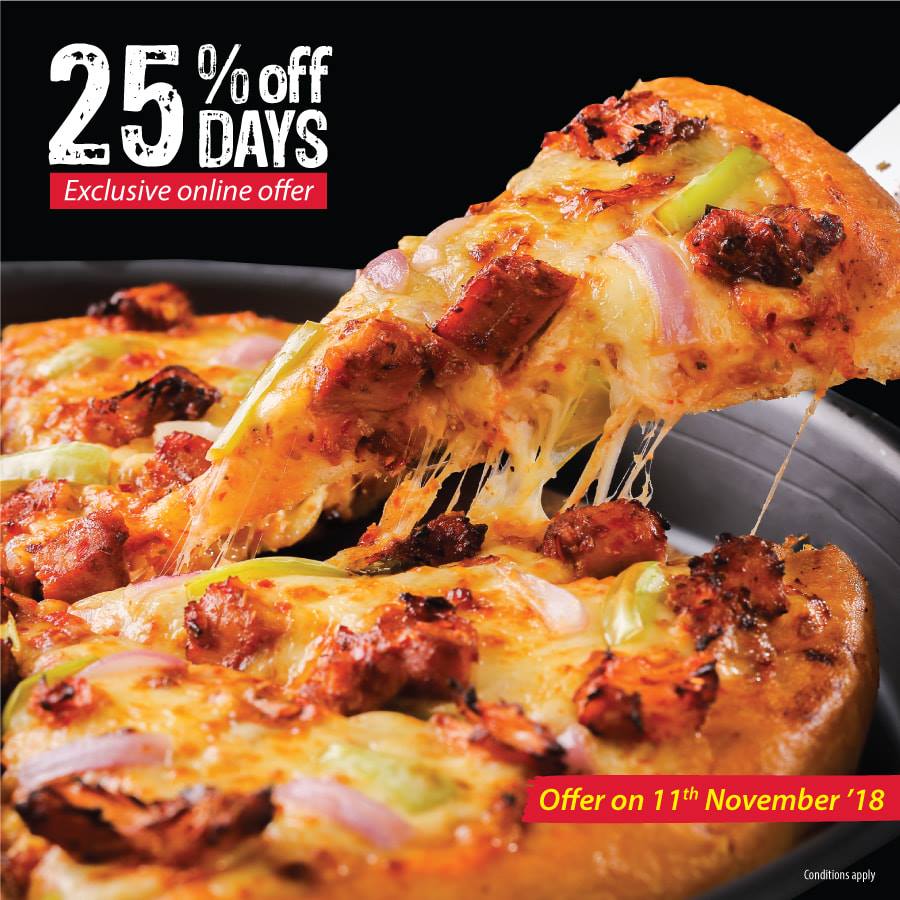 25 % off
DAYS
Exclusive online offer
Offer on 11th November ’18
Conditions apply